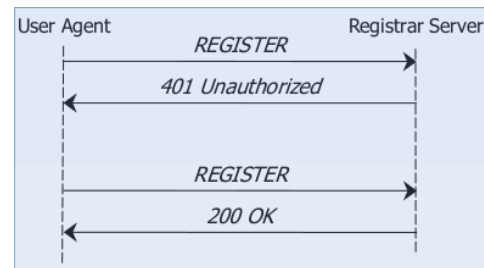 User Agent Registrar Server
REGISTER
401 Unauthorized
REGISTER
200 OK